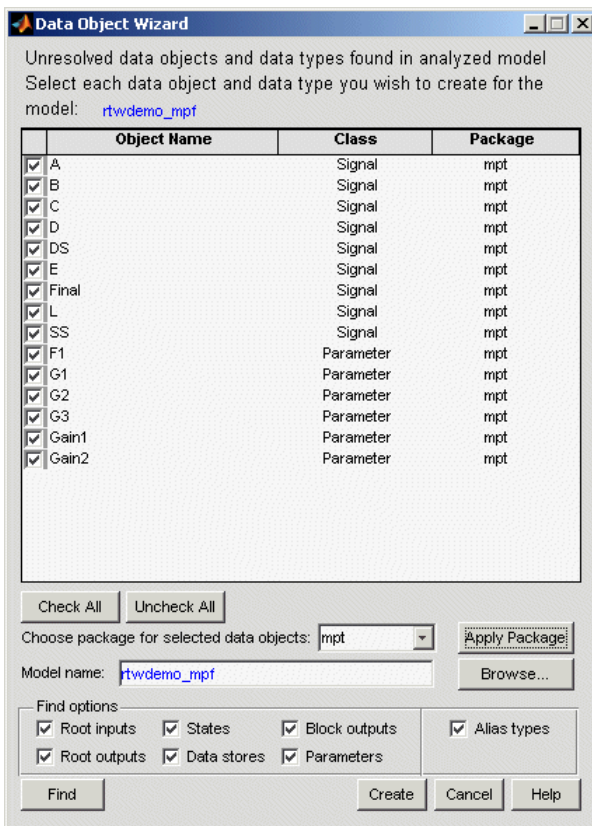 Data Object Wizard
Unresolved data objects and data types found in analyzed model
Select each data object and data type you wish to create for the
model: rtwdemo_mpf
Object Name Class Package
A Signal mpt
B Signal mpt
C Signal mpt
D Signal mpt
DS Signal mpt
E Signal mpt
Final Signal mpt
L Signal mpt
SS Signal mpt
F1 Parameter mpt
G1 Parameter mpt
G2 Parameter mpt
G3 Parameter mpt
Gain1 Parameter mpt
Gain2 Parameter mpt
Check All Uncheck All
Choose package for selected data objects: mpt Apply Package
Model name: rtwdemo_mpf Browse...
Find options
Root inputs States Block outputs Alias types
Root outputs Data stores Parameters
Find Create Cancel Help